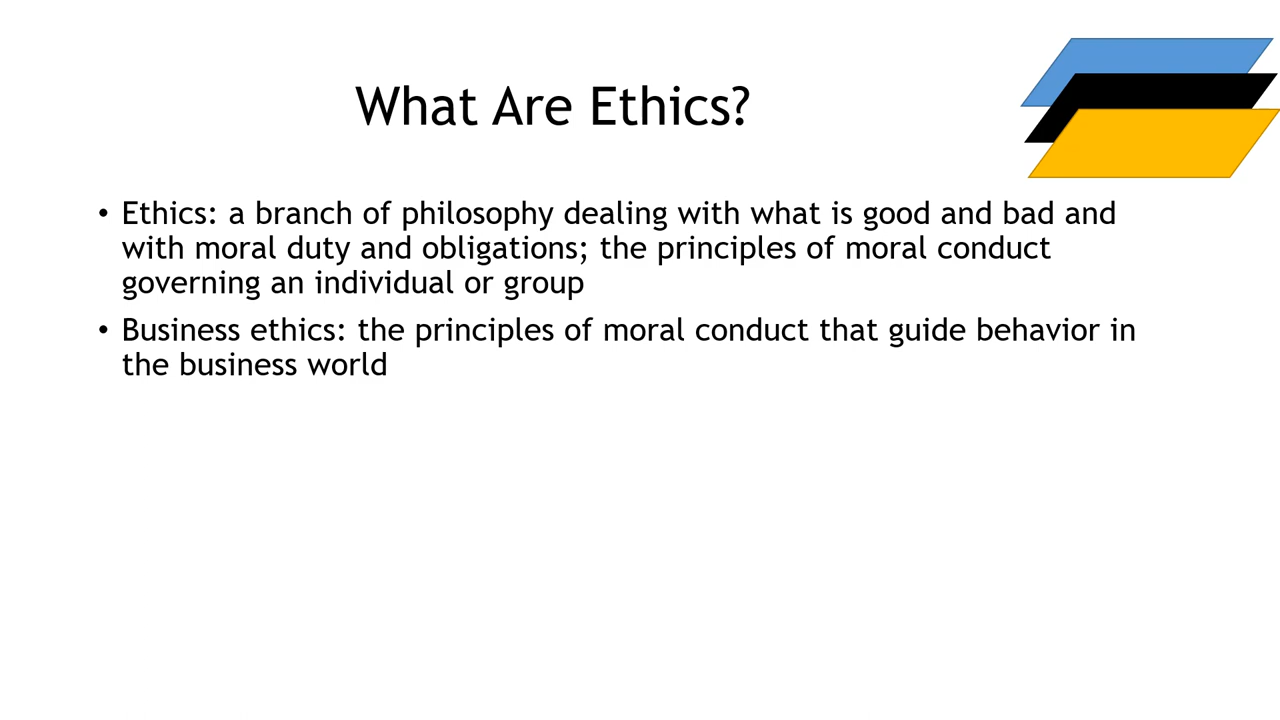 What Are Ethics?
• Ethics: a branch of philosophy dealing with what is good and bad and
with moral duty and obligations; the principles of moral conduct
governing an individual or group
• Business ethics: the principles of moral conduct that guide behavior in
the business world